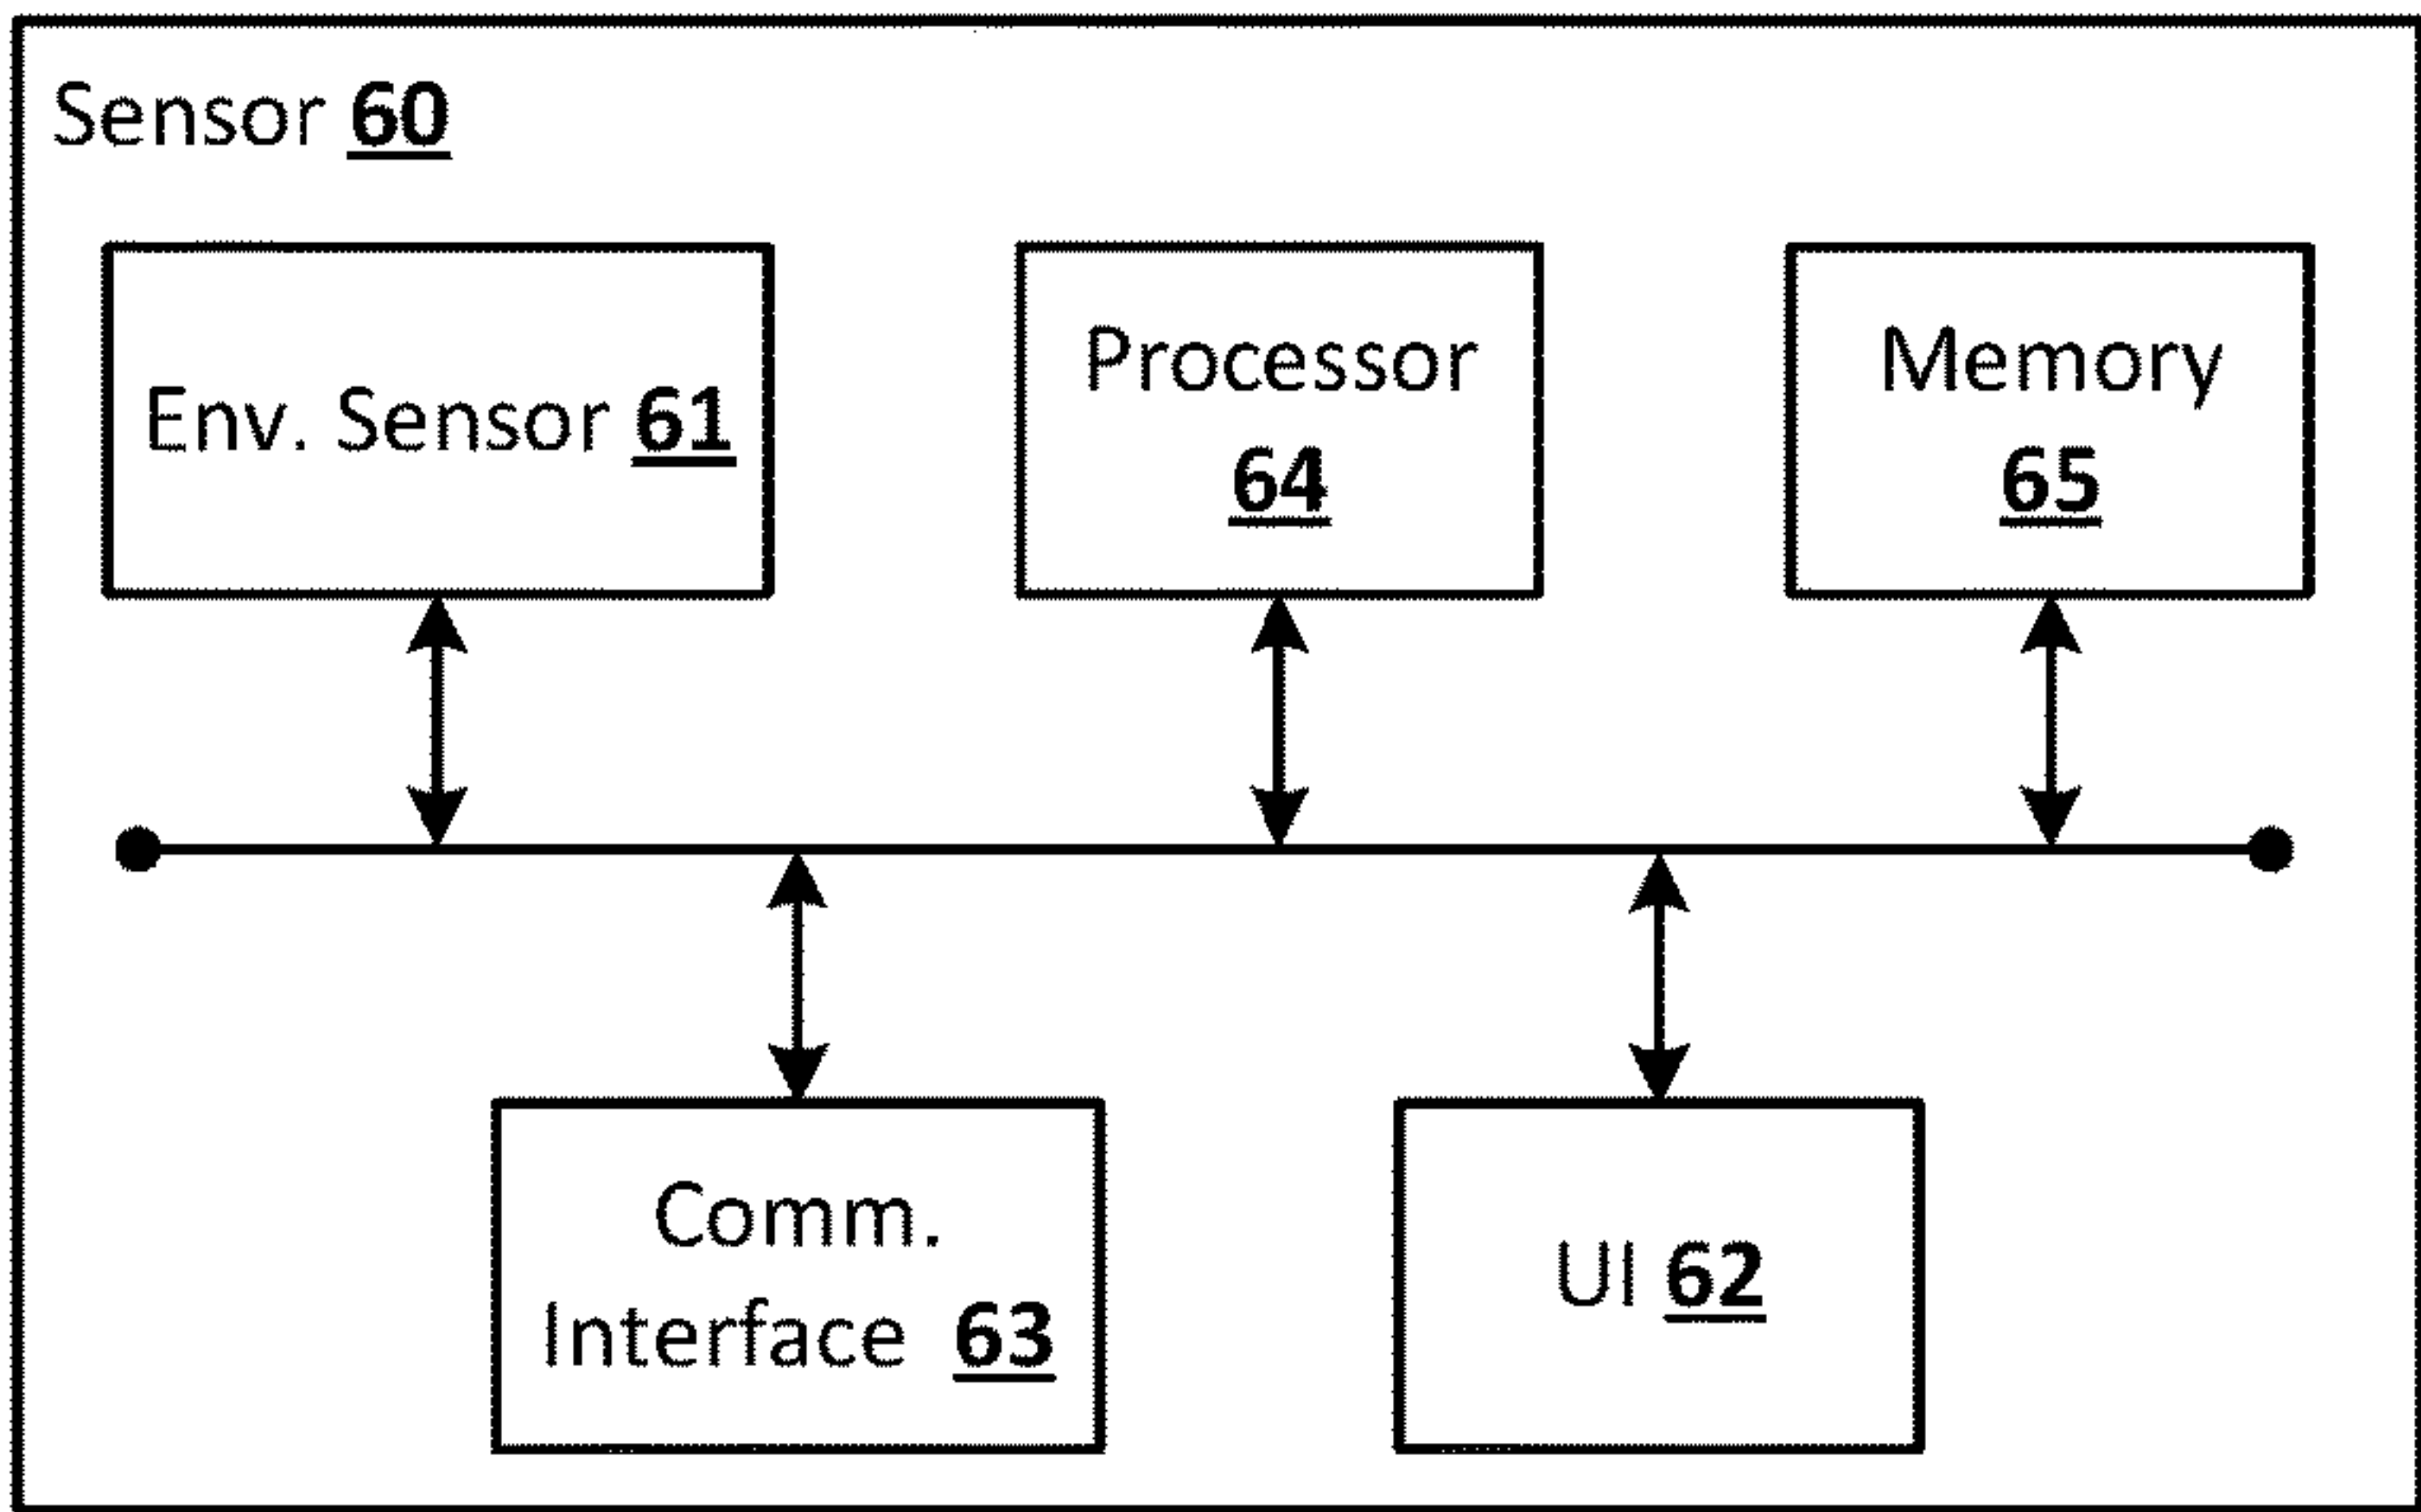 Sensor 60
Env. Sensor 61
Processor
64
Memory
65
Comm.
Interface 63
UI 62